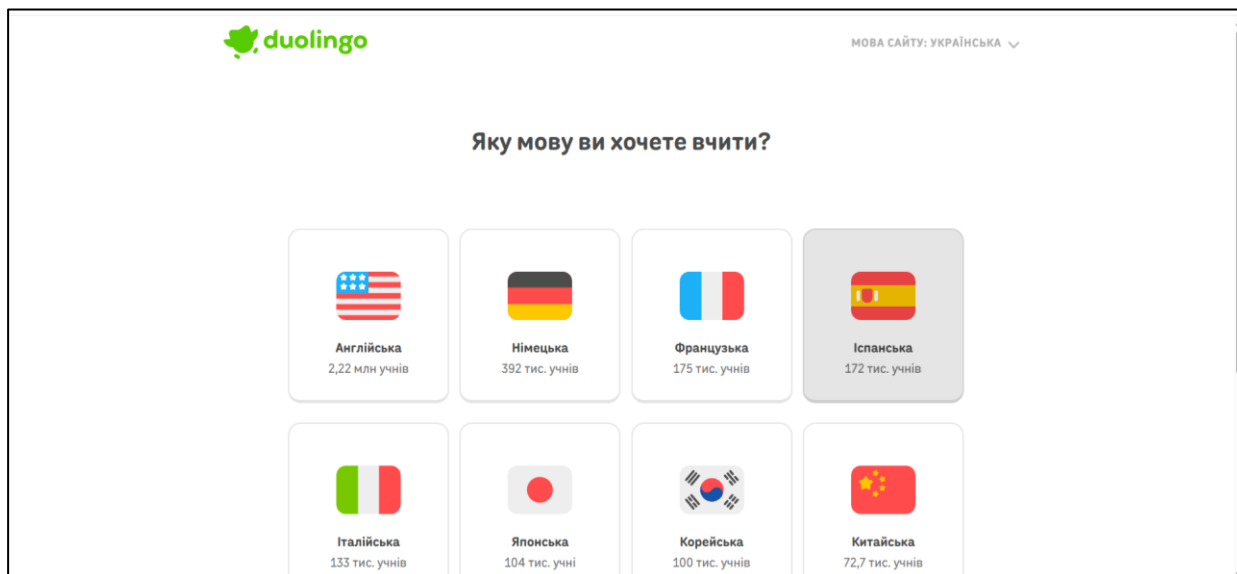 duolingo
МОВА САЙТУ: УКРАЇНСЬКА
Яку мову ви хочете вчити?
Англійська
2,22 млн учнів
Німецька
392 тис. учнів
Французька
175 тис. учнів
Іспанська
172 тис. учнів
Італійська
133 тис. учнів
Японська
104 тис. учні
Корейська
100 тис. учнів
Китайська
72,7 тис. учнів